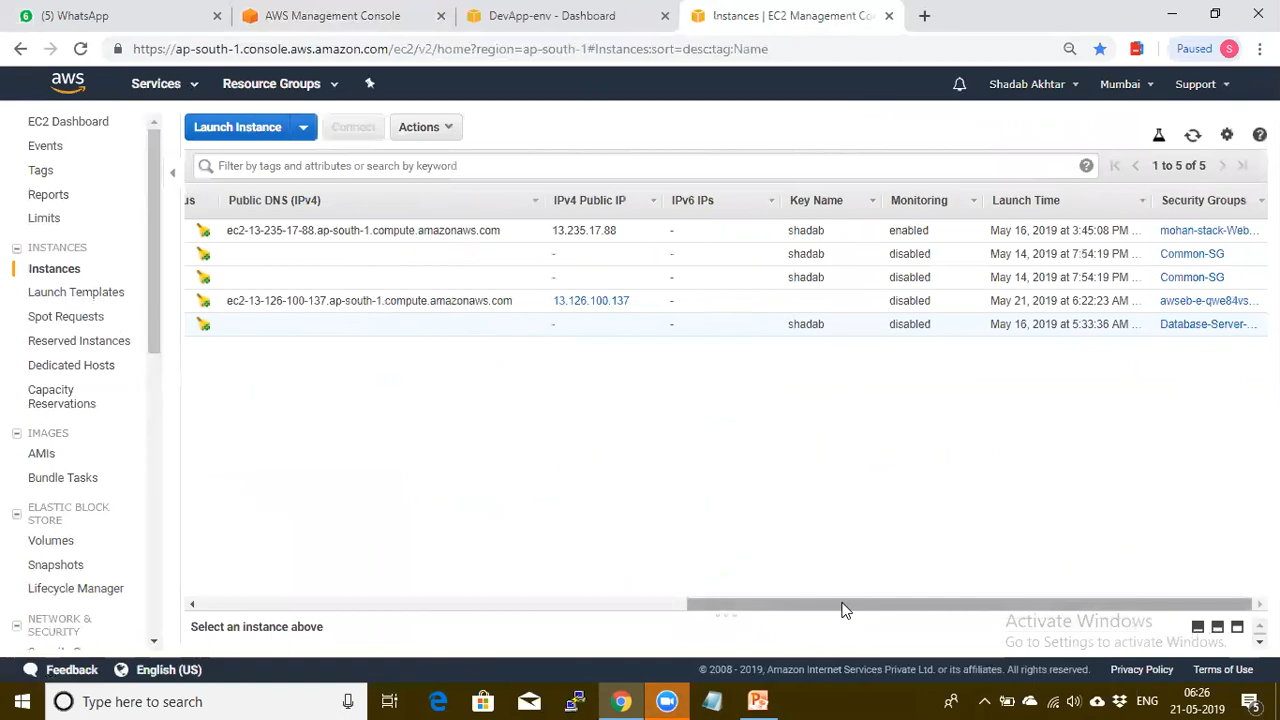 6 (5) WhatsApp
AWS Management Console
DevApp-env - Dashboard
Instances | EC2 Management Co
https://ap-south-1.console.aws.amazon.com/ec2/v2/home?region=ap-south-1#Instances:sort=desc:tag:Name
Paused S
aws Services Resource Groups Shadab Akhtar Mumbai Support
EC2 Dashboard
Events
Tags
Reports
Limits
INSTANCES
Instances
Launch Templates
Spot Requests
Reserved Instances
Dedicated Hosts
Capacity
Reservations
IMAGES
AMIs
Bundle Tasks
ELASTIC BLOCK
STORE
Volumes
Snapshots
Lifecycle Manager
NETWORK &
SECURITY
Launch Instance Connect Actions
Filter by tags and attributes or search by keyword 1 to 5 of 5
us Public DNS (IPv4) IPv4 Public IP IPv6 IPs Key Name Monitoring Launch Time Security Groups
ec2-13-235-17-88.ap-south-1.compute.amazonaws.com 13.235.17.88 - shadab enabled May 16, 2019 at 3:45:08 PM ... mohan-stack-Web...
- - shadab disabled May 14, 2019 at 7:54:19 PM ... Common-SG
- - shadab disabled May 14, 2019 at 7:54:19 PM ... Common-SG
ec2-13-126-100-137.ap-south-1.compute.amazonaws.com 13.126.100.137 - disabled May 21, 2019 at 6:22:23 AM ... awseb-e-qwe84vs...
- - shadab disabled May 16, 2019 at 5:33:36 AM ... Database-Server-...
Select an instance above
Activate Windows
Go to Settings to activate Windows.
Feedback English (US) © 2008 - 2019, Amazon Internet Services Private Ltd. or its affiliates. All rights reserved. Privacy Policy Terms of Use
Type here to search
ENG
06:26
21-05-2019
5